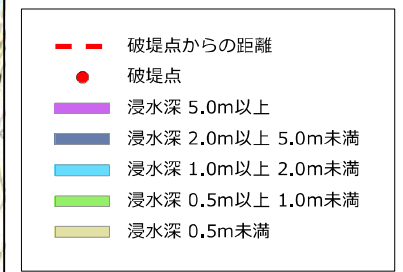 破堤点からの距離
破堤点
浸水深 5.0m以上
浸水深 2.0m以上 5.0m未満
浸水深 1.0m以上 2.0m未満
浸水深 0.5m以上 1.0m未満
浸水深 0.5m未満